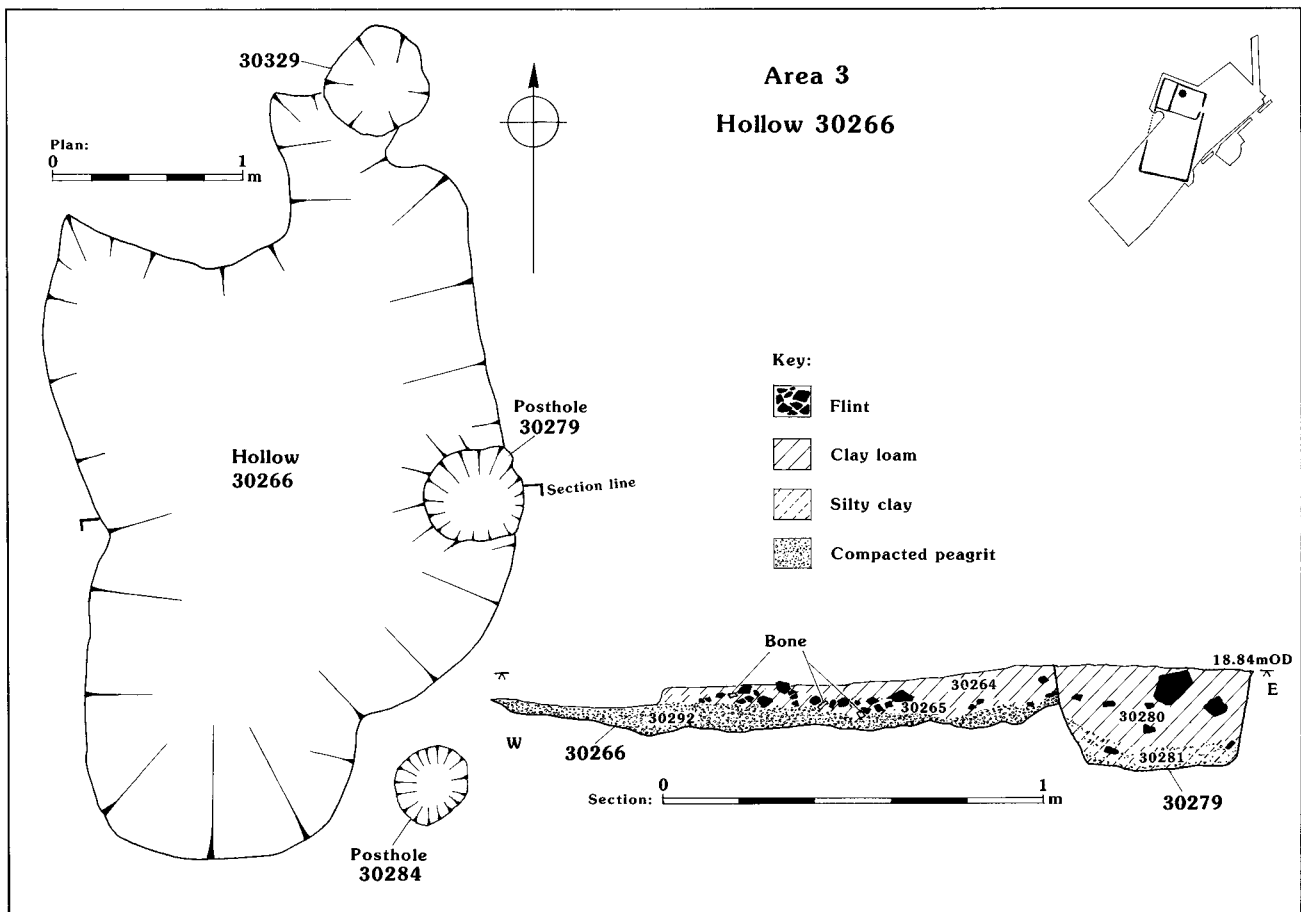 30329
Area 3
Hollow 30266
Plan:
0 1
m
Posthole
30279
Hollow
30266
Section line
Key:
Flint
Clay loam
Silty clay
Compacted peagrit
Bone
18.84mOD
E
30264
30265
30292
30280
30281
W
30266
30279
0 1
Section: m
Posthole
30284